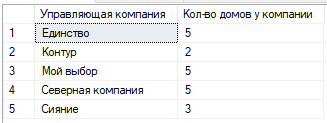 Управляющая компания Кол-во домов у компании
1 Единство 5
2 Контур 2
3 Мой выбор 5
4 Северная компания 5
5 Сияние 3